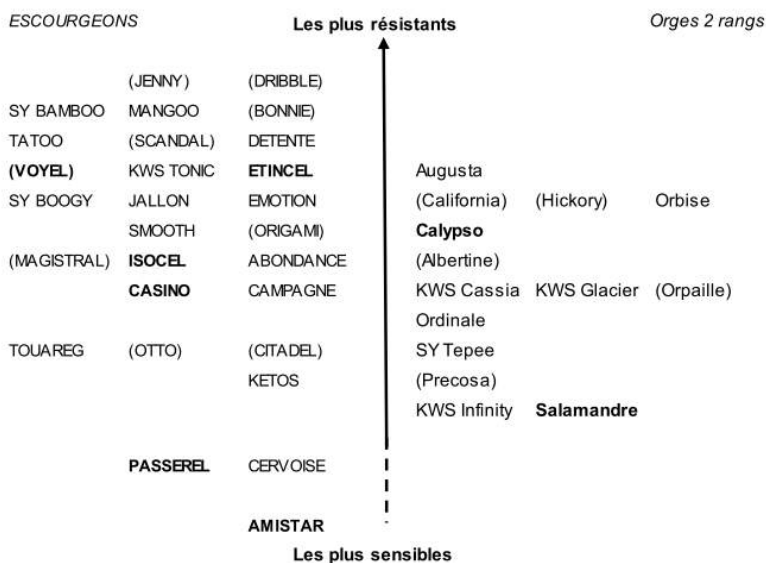 ESCOURGEONS Les plus résistants Orges 2 rangs
(JENNY) (DRIBBLE)
SY BAMBOO MANGOO (BONNIE)
TATOO (SCANDAL) DETENTE
(VOYEL) KWS TONIC ETINCEL Augusta
SY BOOGY JALLON EMOTION (California) (Hickory) Orbise
SMOOTH (ORIGAMI) Calypso
(MAGISTRAL) ISOCEL ABONDANCE (Albertine)
CASINO CAMPAGNE KWS Cassia KWS Glacier (Orpaille)
Ordinale
TOUAREG (OTTO) (CITADEL) SY Tepee
KETOS (Precosa)
KWS Infinity Salamandre
PASSEREL CERVOISE
AMISTAR
Les plus sensibles